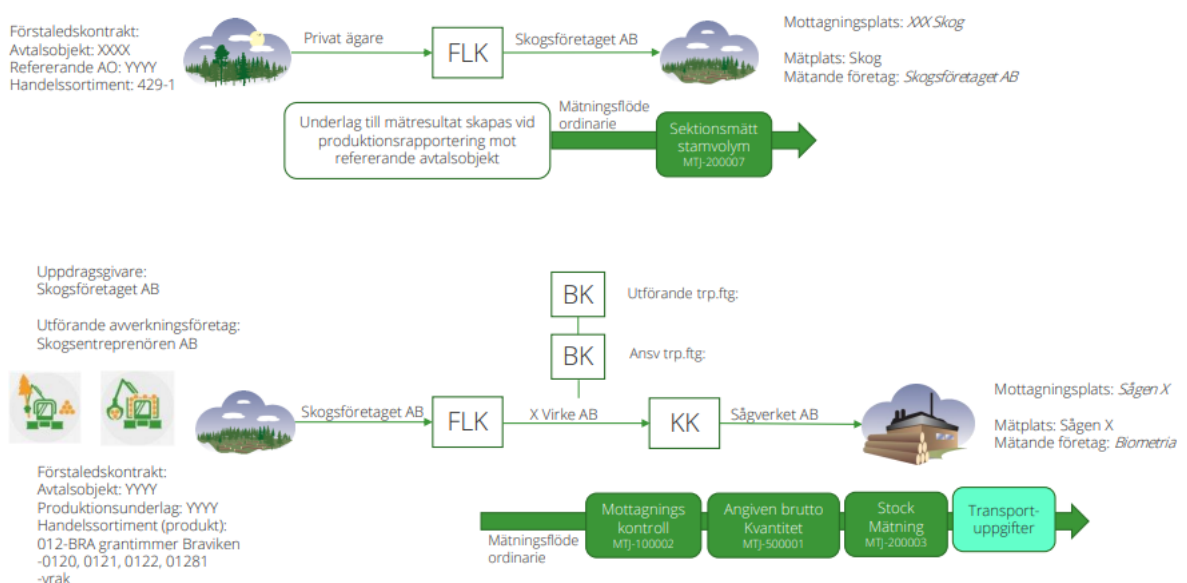 Förstaledskontrakt:
Avtalsobjekt: XXXX
Refererande AO: YYYY
Handelssortiment: 429-1
Privat ägare
FLK
Skogsföretaget AB
Mottagningsplats: XXX Skog
Mätplats: Skog
Mätande företag: Skogsföretaget AB
Underlag till mätresultat skapas vid
produktionsrapportering mot
refererande avtalsobjekt
Mätningsflöde
ordinarie
Sektionsmätt
stamvolym
MTJ-200007
Uppdragsgivare:
Skogsföretaget AB
Utförande avverkningsföretag:
Skogsentreprenören AB
BK
Utförande trp.ftg:
BK
Ansv trp.ftg:
Skogsföretaget AB
FLK
X Virke AB
KK
Sågverket AB
Mottagningsplats: Sågen X
Mätplats: Sågen X
Mätande företag: Biometria
Förstaledskontrakt:
Avtalsobjekt: YYYY
Produktionsunderlag: YYYY
Handelssortiment (produkt):
012-BRA grantimmer Braviken
-0120, 0121, 0122, 01281
-vrak
Mätningsflöde
ordinarie
Mottagnings
kontroll
MTJ-100002
Angiven brutto
Kvantitet
MTJ-500001
Stock
Mätning
MTJ-200003
Transport-
uppgifter